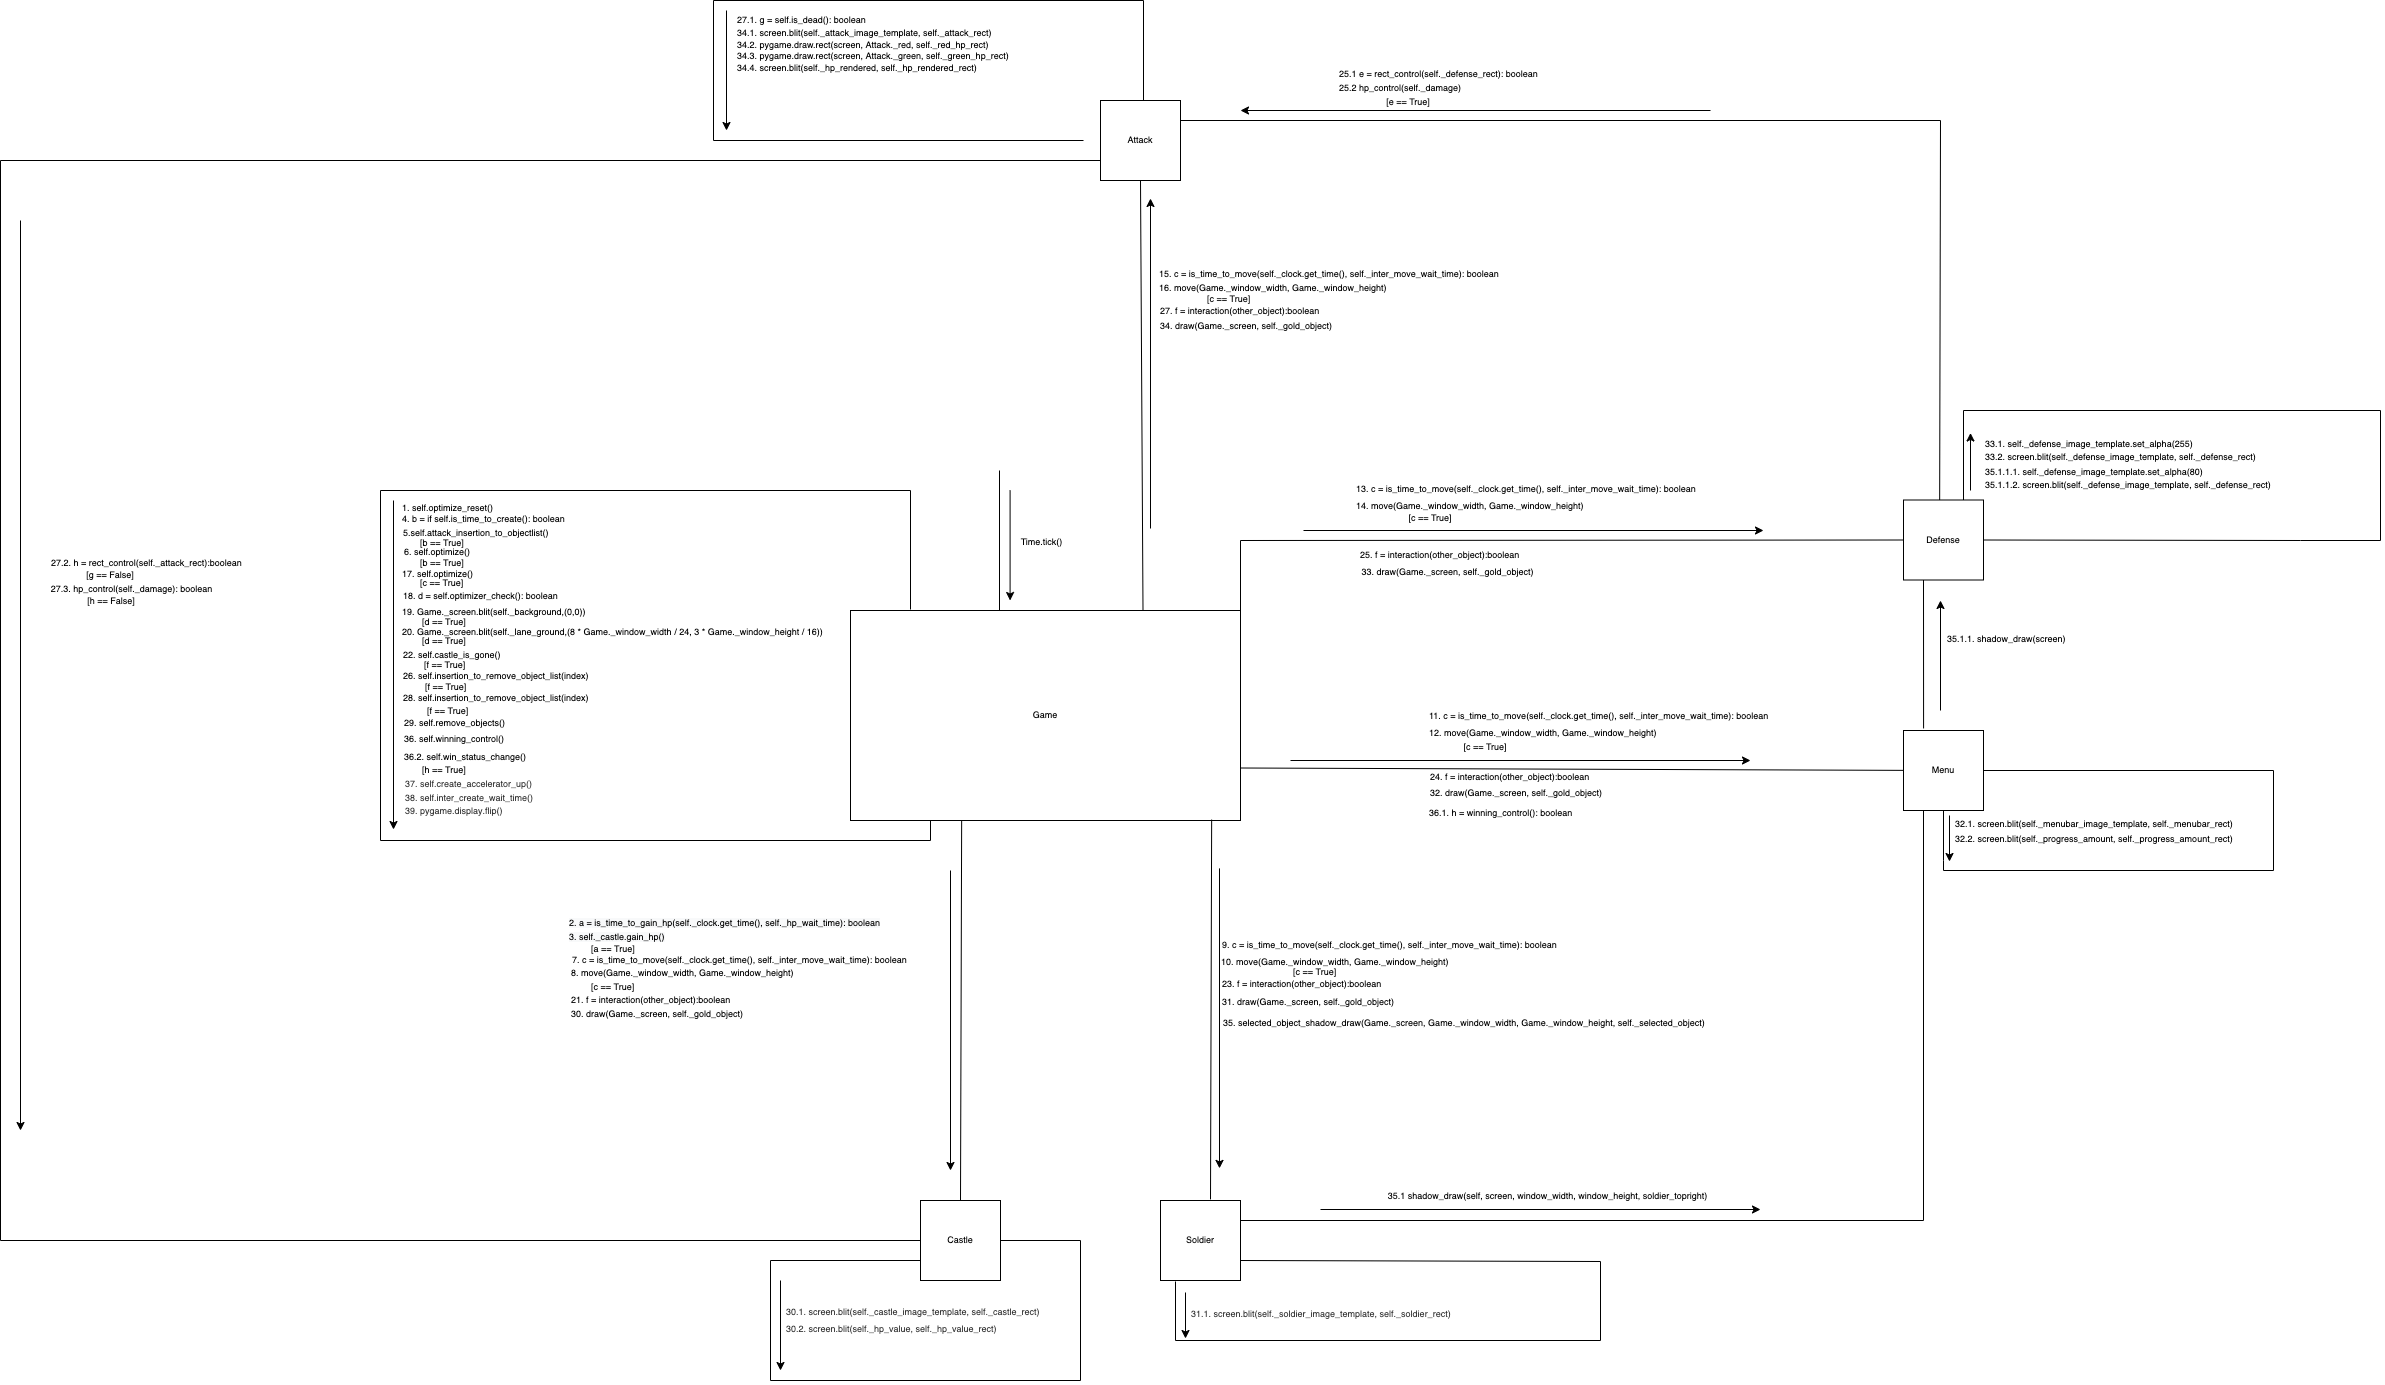 27.1. g = self.is_dead(): boolean
34.1. screen.blit(self._attack_image_template, self._attack_rect)
34.2. pygame.draw.rect(screen, Attack._red, self._red_hp_rect)
34.3. pygame.draw.rect(screen, Attack._green, self._green_hp_rect)
34.4. screen.blit(self._hp_rendered, self._hp_rendered_rect)
25.1 e = rect_control(self._defense_rect): boolean
25.2 hp_control(self._damage)
[e == True]
Attack
15. c = is_time_to_move(self._clock.get_time(), self._inter_move_wait_time): boolean
16. move(Game._window_width, Game._window_height)
[c == True]
27. f = interaction(other_object):boolean
34. draw(Game._screen, self._gold_object)
33.1. self._defense_image_template.set_alpha(255)
33.2. screen.blit(self._defense_image_template, self._defense_rect)
35.1.1.1. self._defense_image_template.set_alpha(80)
35.1.1.2. screen.blit(self._defense_image_template, self._defense_rect)
13. c = is_time_to_move(self._clock.get_time(), self._inter_move_wait_time): boolean
14. move(Game._window_width, Game._window_height)
[c == True]
25. f = interaction(other_object):boolean
33. draw(Game._screen, self._gold_object)
Defense
Time.tick()
1. self.optimize_reset()
4. b = if self.is_time_to_create(): boolean
5.self.attack_insertion_to_objectlist()
[b == True]
6. self.optimize()
[b == True]
17. self.optimize()
[c == True]
18. d = self.optimizer_check(): boolean
19. Game._screen.blit(self._background,(0,0))
[d == True]
20. Game._screen.blit(self._lane_ground,(8 * Game._window_width / 24, 3 * Game._window_height / 16))
[d == True]
22. self.castle_is_gone()
[f == True]
26. self.insertion_to_remove_object_list(index)
[f == True]
28. self.insertion_to_remove_object_list(index)
[f == True]
29. self.remove_objects()
36. self.winning_control()
36.2. self.win_status_change()
[h == True]
37. self.create_accelerator_up()
38. self.inter_create_wait_time()
39. pygame.display.flip()
27.2. h = rect_control(self._attack_rect):boolean
[g == False]
27.3. hp_control(self._damage): boolean
[h == False]
Game
35.1.1. shadow_draw(screen)
11. c = is_time_to_move(self._clock.get_time(), self._inter_move_wait_time): boolean
12. move(Game._window_width, Game._window_height)
[c == True]
24. f = interaction(other_object):boolean
32. draw(Game._screen, self._gold_object)
36.1. h = winning_control(): boolean
Menu
32.1. screen.blit(self._menubar_image_template, self._menubar_rect)
32.2. screen.blit(self._progress_amount, self._progress_amount_rect)
2. a = is_time_to_gain_hp(self._clock.get_time(), self._hp_wait_time): boolean
3. self._castle.gain_hp()
[a == True]
7. c = is_time_to_move(self._clock.get_time(), self._inter_move_wait_time): boolean
8. move(Game._window_width, Game._window_height)
[c == True]
21. f = interaction(other_object):boolean
30. draw(Game._screen, self._gold_object)
9. c = is_time_to_move(self._clock.get_time(), self._inter_move_wait_time): boolean
10. move(Game._window_width, Game._window_height)
[c == True]
23. f = interaction(other_object):boolean
31. draw(Game._screen, self._gold_object)
35. selected_object_shadow_draw(Game._screen, Game._window_width, Game._window_height, self._selected_object)
35.1 shadow_draw(self, screen, window_width, window_height, soldier_topright)
Castle
Soldier
30.1. screen.blit(self._castle_image_template, self._castle_rect)
30.2. screen.blit(self._hp_value, self._hp_value_rect)
31.1. screen.blit(self._soldier_image_template, self._soldier_rect)